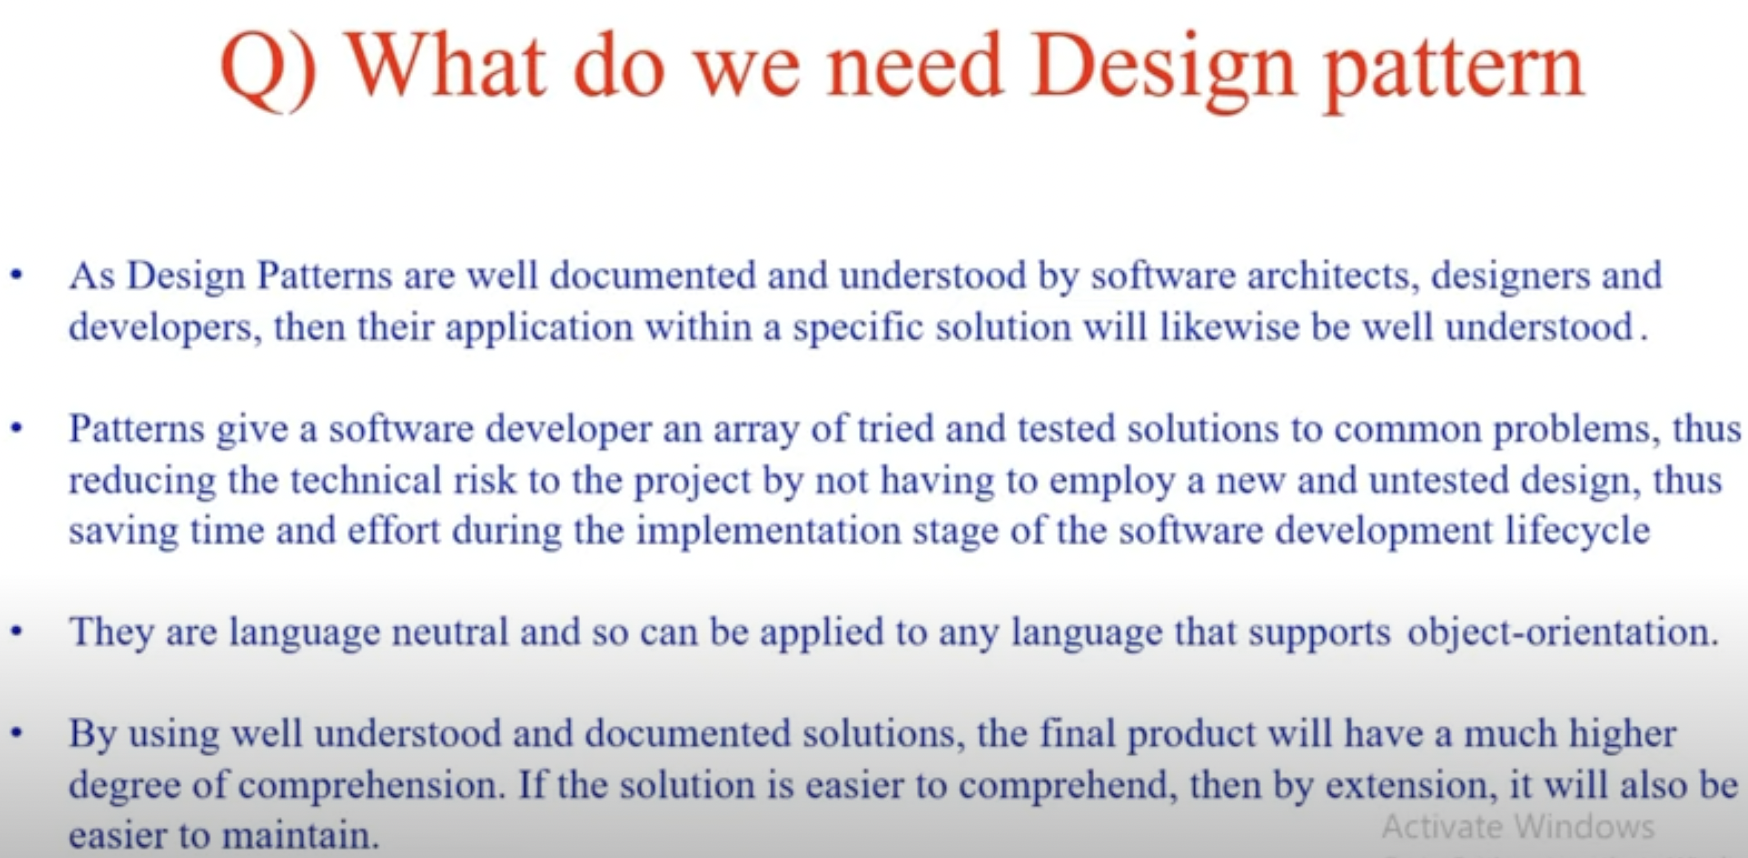 Q) What do we need Design pattern
• As Design Patterns are well documented and understood by software architects, designers and
developers, then their application within a specific solution will likewise be well understood.
• Patterns give a software developer an array of tried and tested solutions to common problems, thus
reducing the technical risk to the project by not having to employ a new and untested design, thus
saving time and effort during the implementation stage of the software development lifecycle
• They are language neutral and so can be applied to any language that supports object-orientation.
• By using well understood and documented solutions, the final product will have a much higher
degree of comprehension. If the solution is easier to comprehend, then by extension, it will also be
easier to maintain.
Activate Windows